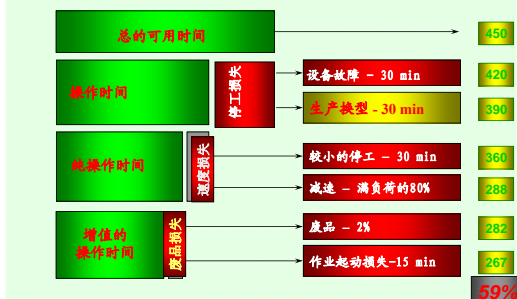 总的可用时间
450
操作时间
停工损失
设备故障 - 30 min
420
生产换型 - 30 min
390
纯操作时间
速度损失
较小的停工 - 30 min
360
减速 - 满负荷的80%
288
增值的
操作时间
废品损失
废品 - 2%
282
作业起动损失-15 min
267
59%